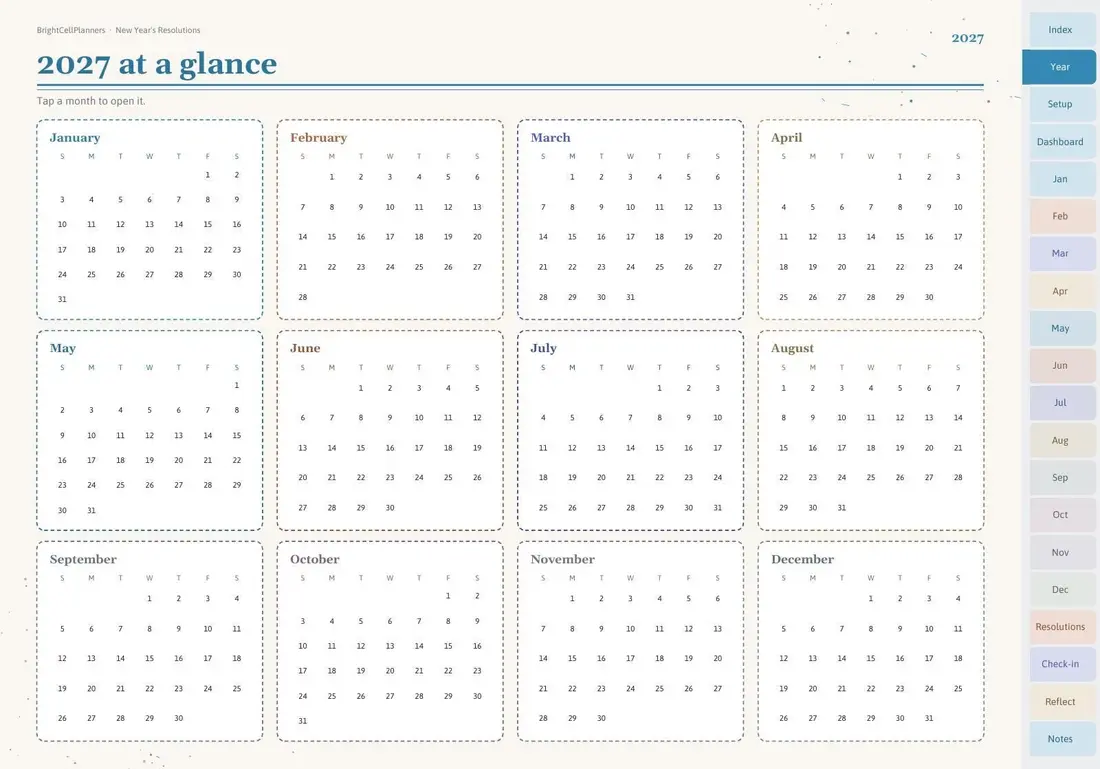 BrightCellPlanners · New Year's Resolutions
2027
2027 at a glance
Tap a month to open it.
January
S M T W T F S
1 2
3 4 5 6 7 8 9
10 11 12 13 14 15 16
17 18 19 20 21 22 23
24 25 26 27 28 29 30
31
February
S M T W T F S
1 2 3 4 5 6
7 8 9 10 11 12 13
14 15 16 17 18 19 20
21 22 23 24 25 26 27
28
March
S M T W T F S
1 2 3 4 5 6
7 8 9 10 11 12 13
14 15 16 17 18 19 20
21 22 23 24 25 26 27
28 29 30 31
April
S M T W T F S
1 2 3
4 5 6 7 8 9 10
11 12 13 14 15 16 17
18 19 20 21 22 23 24
25 26 27 28 29 30
May
S M T W T F S
1
2 3 4 5 6 7 8
9 10 11 12 13 14 15
16 17 18 19 20 21 22
23 24 25 26 27 28 29
30 31
June
S M T W T F S
1 2 3 4 5
6 7 8 9 10 11 12
13 14 15 16 17 18 19
20 21 22 23 24 25 26
27 28 29 30
July
S M T W T F S
1 2 3
4 5 6 7 8 9 10
11 12 13 14 15 16 17
18 19 20 21 22 23 24
25 26 27 28 29 30 31
August
S M T W T F S
1 2 3 4 5 6 7
8 9 10 11 12 13 14
15 16 17 18 19 20 21
22 23 24 25 26 27 28
29 30 31
September
S M T W T F S
1 2 3 4
5 6 7 8 9 10 11
12 13 14 15 16 17 18
19 20 21 22 23 24 25
26 27 28 29 30
October
S M T W T F S
1 2
3 4 5 6 7 8 9
10 11 12 13 14 15 16
17 18 19 20 21 22 23
24 25 26 27 28 29 30
31
November
S M T W T F S
1 2 3 4 5 6
7 8 9 10 11 12 13
14 15 16 17 18 19 20
21 22 23 24 25 26 27
28 29 30
December
S M T W T F S
1 2 3 4
5 6 7 8 9 10 11
12 13 14 15 16 17 18
19 20 21 22 23 24 25
26 27 28 29 30 31
Index
Year
Setup
Dashboard
Jan
Feb
Mar
Apr
May
Jun
Jul
Aug
Sep
Oct
Nov
Dec
Resolutions
Check-in
Reflect
Notes